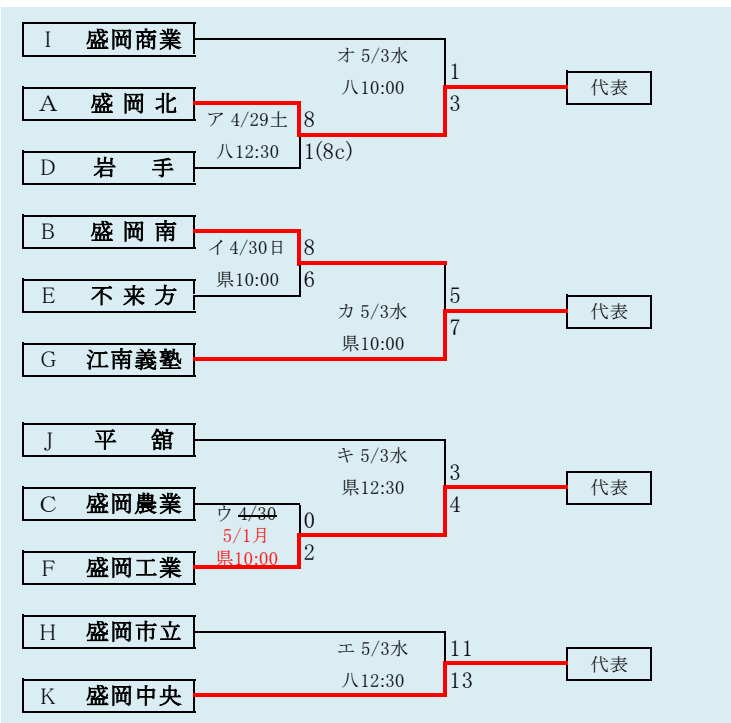 I 盛岡商業
オ 5/3水
八10:00
1
3
代表
A 盛岡北
ア 4/29土
八12:30
8
1(8c)
D 岩手
B 盛岡南
イ 4/30日
県10:00
8
6
E 不来方
カ 5/3水
県10:00
5
7
代表
G 江南義塾
J 平舘
キ 5/3水
県12:30
3
4
代表
C 盛岡農業
ウ 4/30
5/1月
県10:00
0
2
F 盛岡工業
H 盛岡市立
エ 5/3水
八12:30
11
13
代表
K 盛岡中央